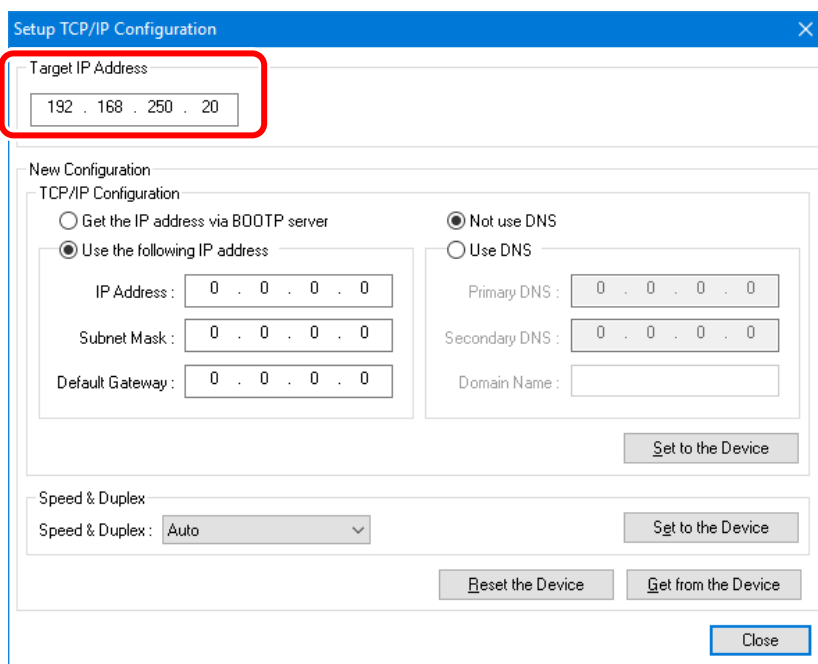 Setup TCP/IP Configuration
Target IP Address
192 . 168 . 250 . 20
New Configuration
TCP/IP Configuration
Get the IP address via BOOTP server
Use the following IP address
IP Address : 0 . 0 . 0 . 0
Subnet Mask : 0 . 0 . 0 . 0
Default Gateway : 0 . 0 . 0 . 0
Not use DNS
Use DNS
Primary DNS : 0 . 0 . 0 . 0
Secondary DNS : 0 . 0 . 0 . 0
Domain Name :
Set to the Device
Speed & Duplex
Speed & Duplex : Auto
Set to the Device
Reset the Device
Get from the Device
Close